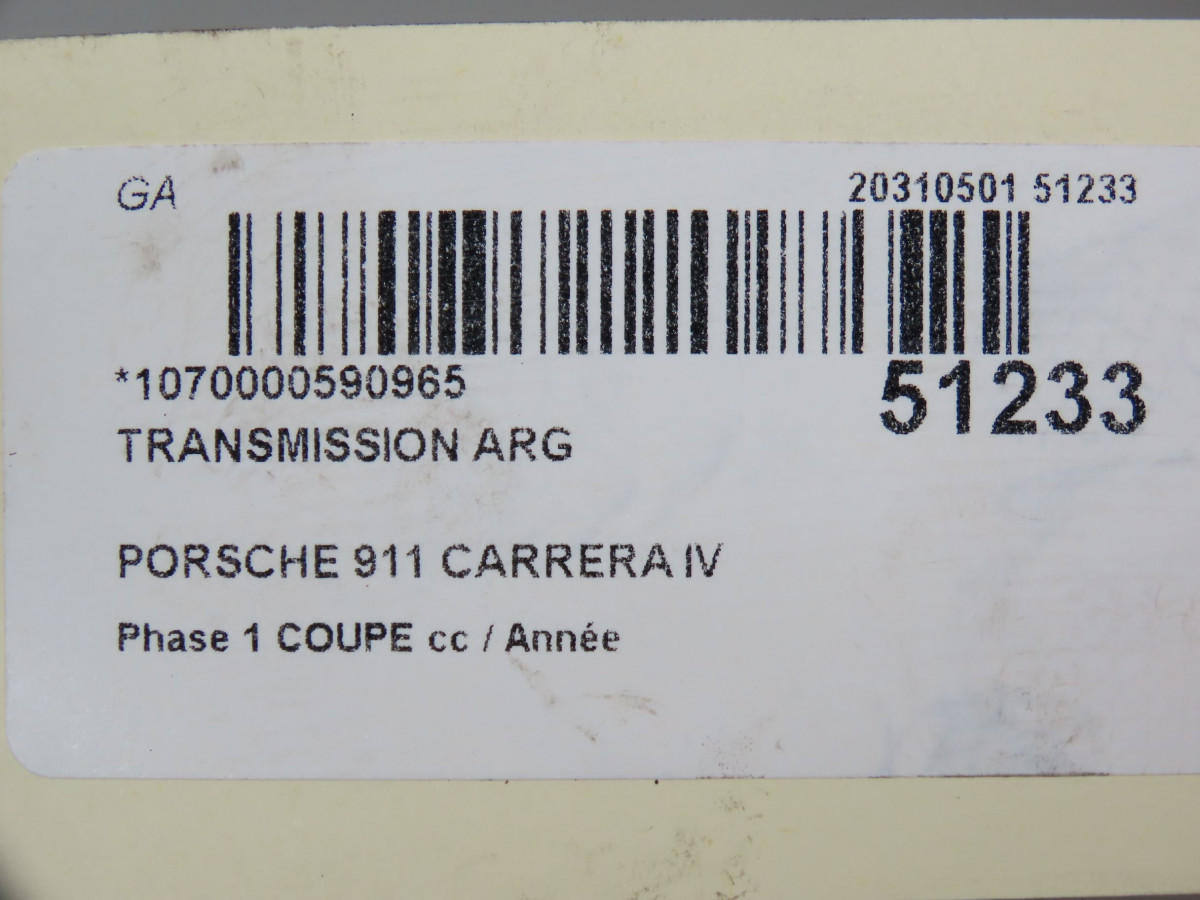 GA 20310501 51233
*1070000590965 51233
TRANSMISSION ARG
PORSCHE 911 CARRERA IV
Phase 1 COUPE cc / Année